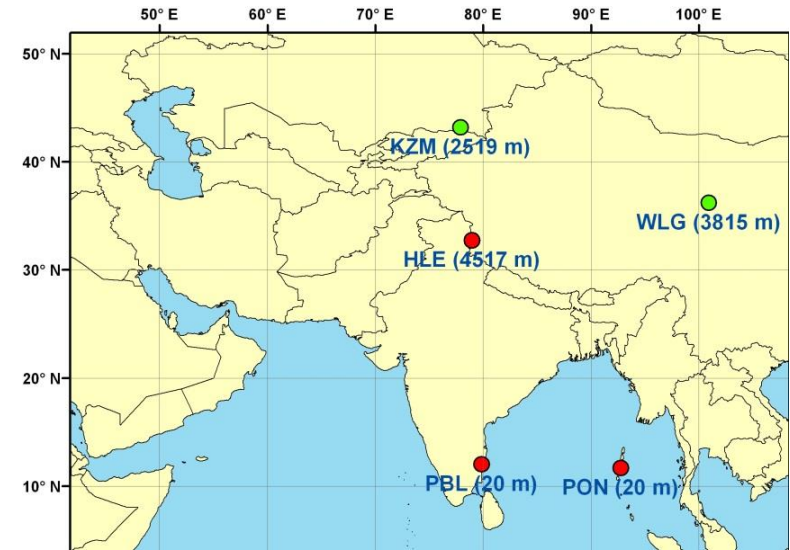 50° E 60° E 70° E 80° E 90° E 100° E
50° N
KZM (2519 m)
40° N
WLG (3815 m)
HLE (4517 m)
30° N
20° N
PBL (20 m)
PON (20 m)
10° N